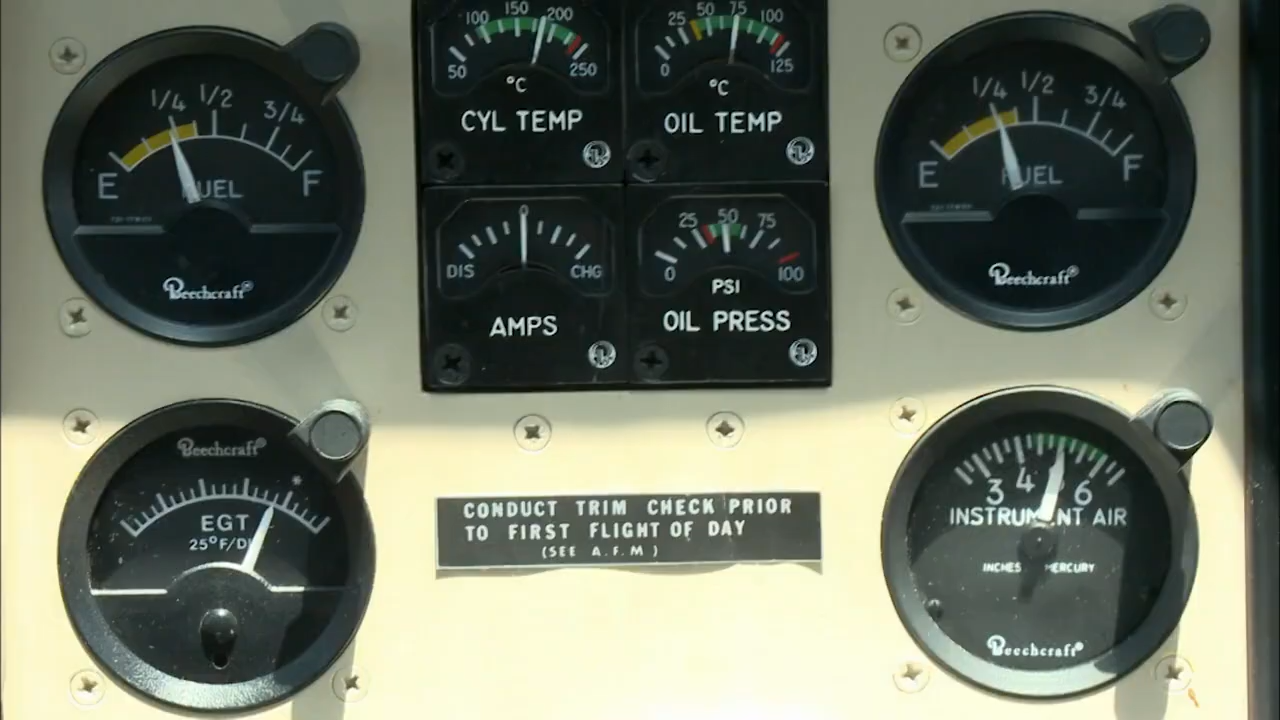 1/4 1/2 3/4
E FUEL F
Beechcraft
50 100 150 200 250
°C
CYL TEMP
0 25 50 75 100 125
°C
OIL TEMP
1/4 1/2 3/4
E FUEL F
Beechcraft
0
DIS CHG
AMPS
0 25 50 75 100
PSI
OIL PRESS
Beechcraft
*
EGT
25°F/DI
CONDUCT TRIM CHECK PRIOR
TO FIRST FLIGHT OF DAY
(SEE A.F.M)
3 4 6
INSTRUMENT AIR
INCHES MERCURY
Beechcraft